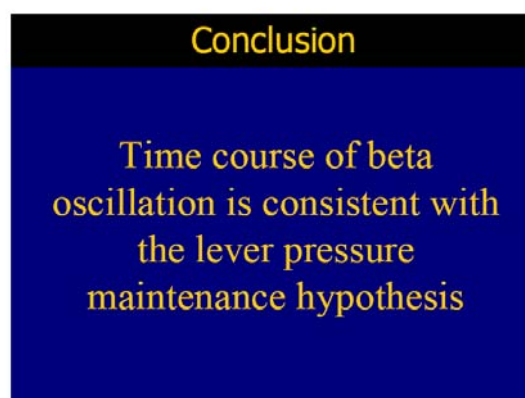 Conclusion
Time course of beta
oscillation is consistent with
the lever pressure
maintenance hypothesis